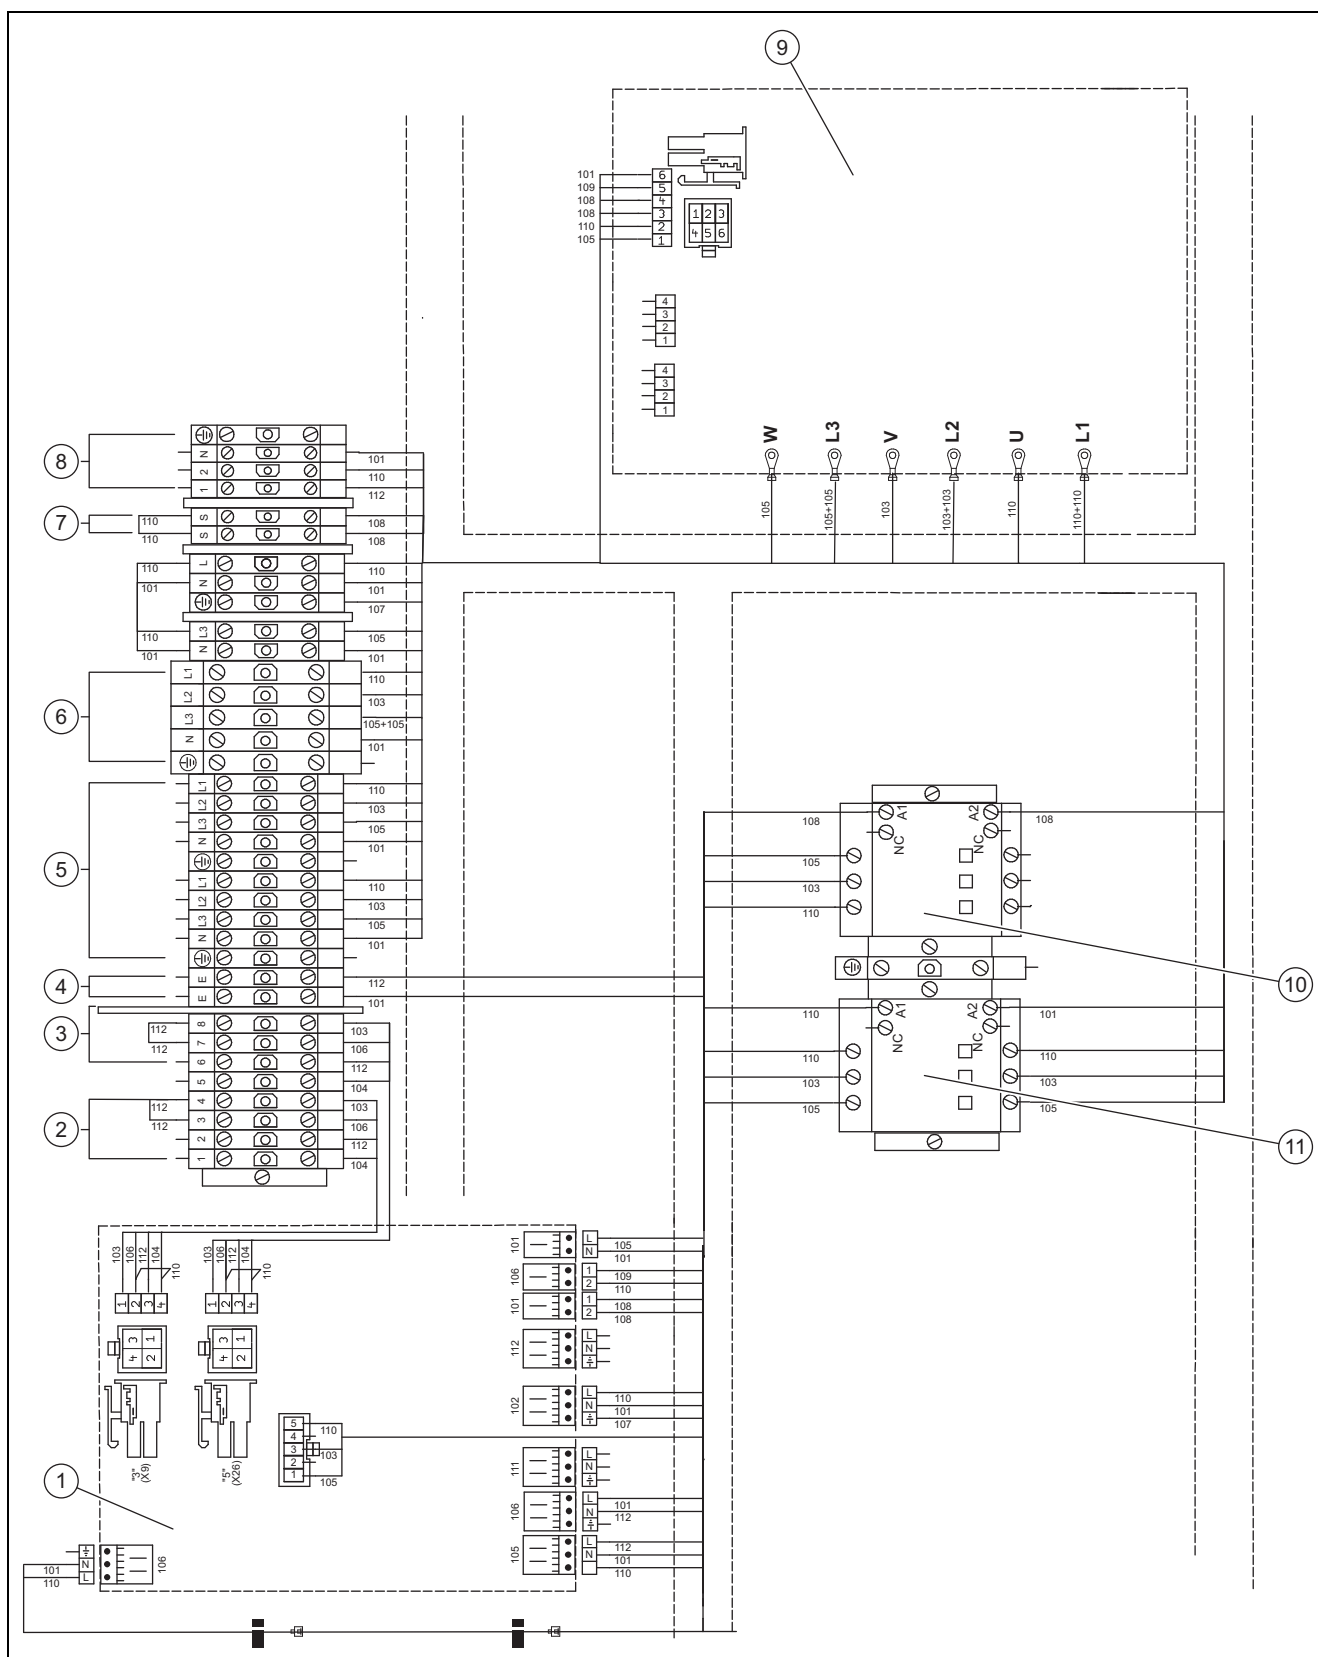 9
101 6
109 5
108 4
108 3
110 2
105 1
1 2 3
4 5 6
4
3
2
1
4
3
2
1
W L3 V L2 U L1
105 105+105 103 103+103 110 110+110
8
N 101
2 110
1 112
7
110 S 108
110 S 108
110 L 110
101 N 101
107
110 L3 105
101 N 101
6
L1 110
L2 103
L3 105+105
N 101
5
L1 110
L2 103
L3 105
N 101
L1 110
L2 103
L3 105
N 101
4
E 112
E 101
3
112 8 103
112 7 106
6 112
5 104
2
112 4 103
112 3 106
2 112
1 104
108 A1 A2 108
NC NC
105
103
110
10
110 A1 A2 101
NC NC
110 110
103 103
105 105
11
103 106 112 104 110
1 2 3 4
3 1
4 2
"3"
(X9)
103 106 112 104 110
1 2 3 4
3 1
4 2
"5"
(X26)
5 110
4
3 103
2
1 105
101 L 105
N 101
106 1 109
2 110
101 1 108
2 108
112 L
N
102 L 110
N 101
107
111 L
N
106 L 101
N 112
105 L 112
N 101
110
1
101 N
110 L
106